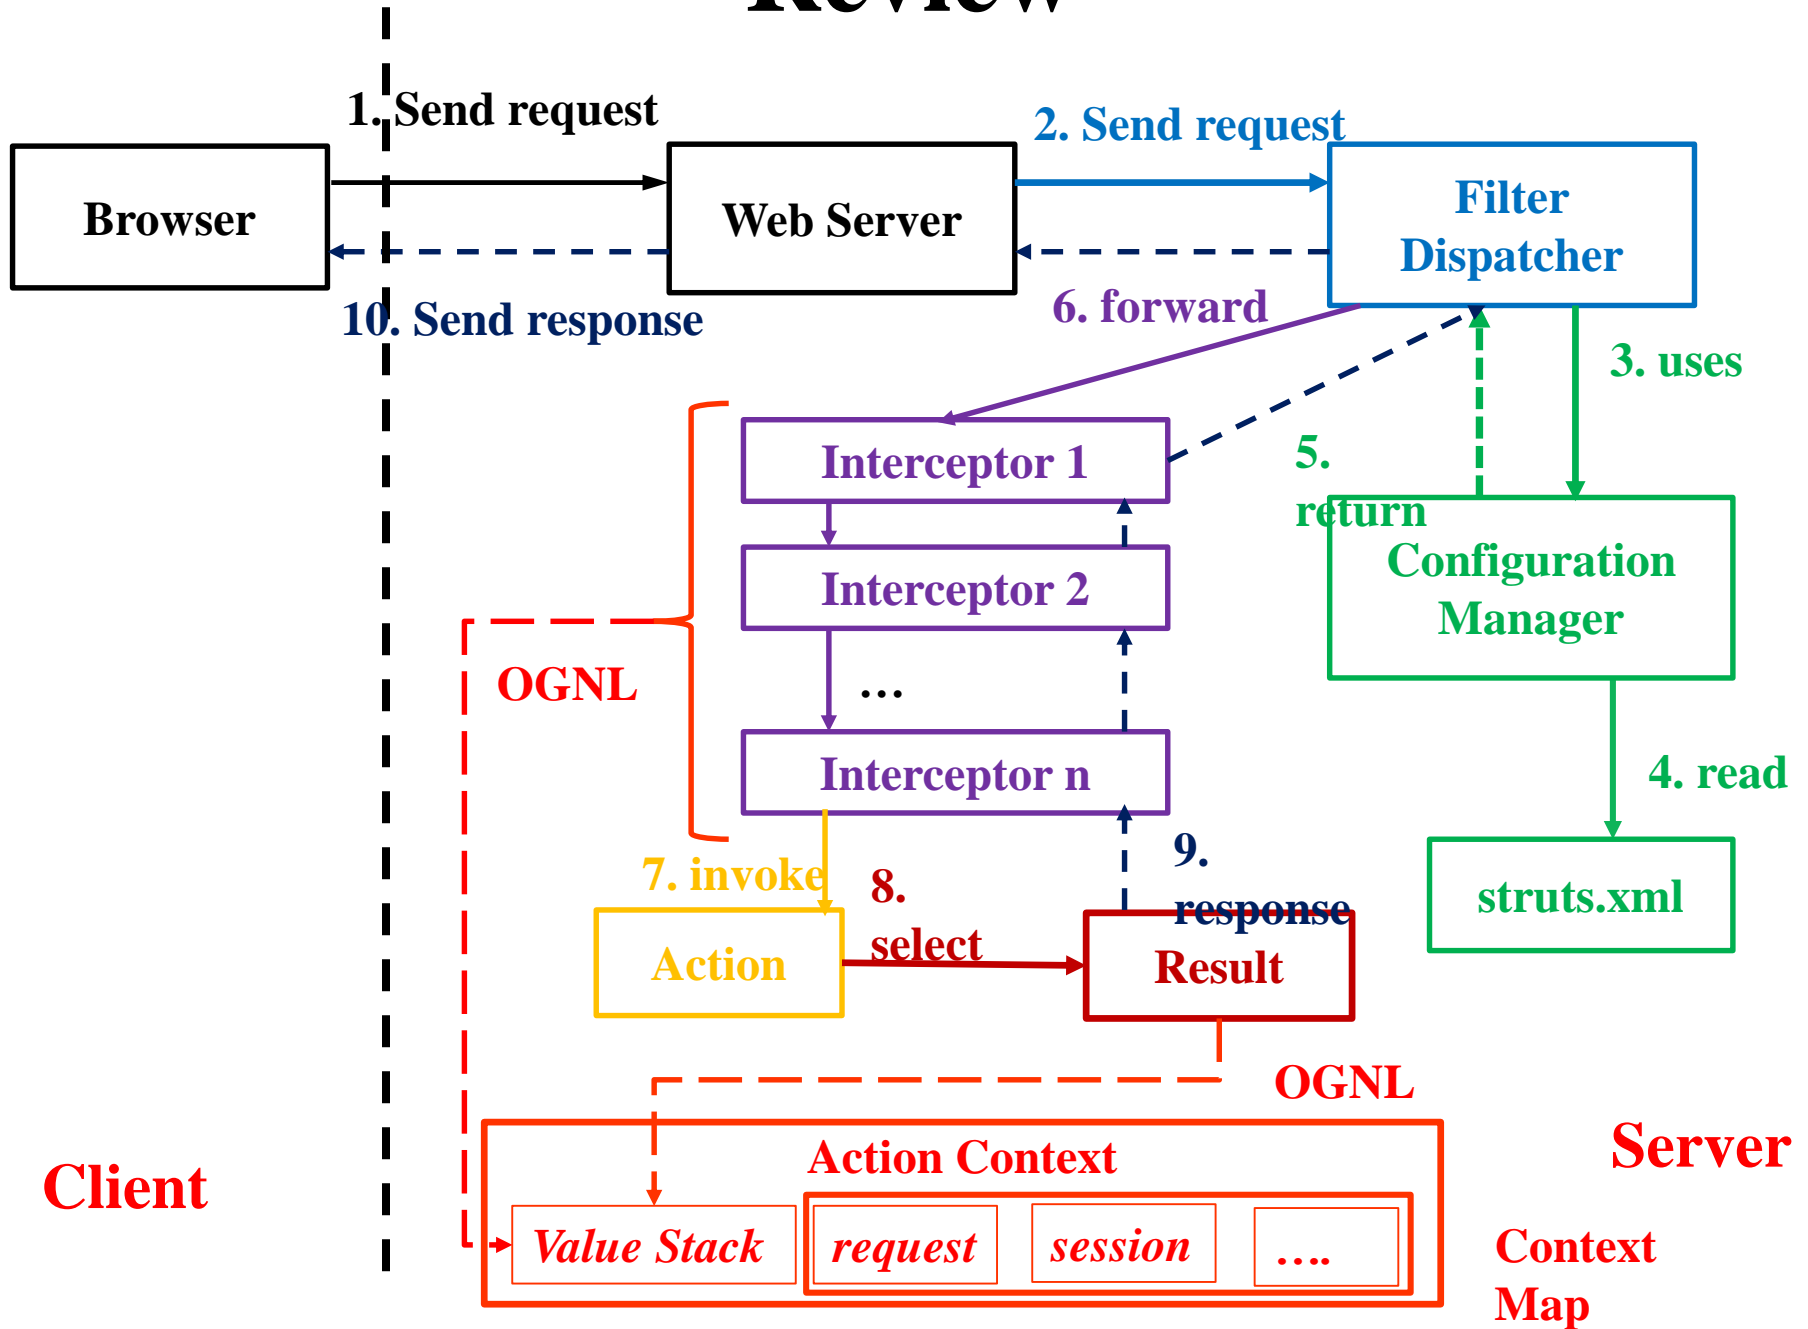 Review
1. Send request
2. Send request
Browser
Web Server
Filter
Dispatcher
10. Send response
6. forward
3. uses
5.
return
Interceptor 1
Configuration
Manager
Interceptor 2
OGNL
…
Interceptor n
4. read
7. invoke
8.
select
9.
response
struts.xml
Action
Result
OGNL
Action Context
Server
Client
Value Stack
request
session
….
Context
Map